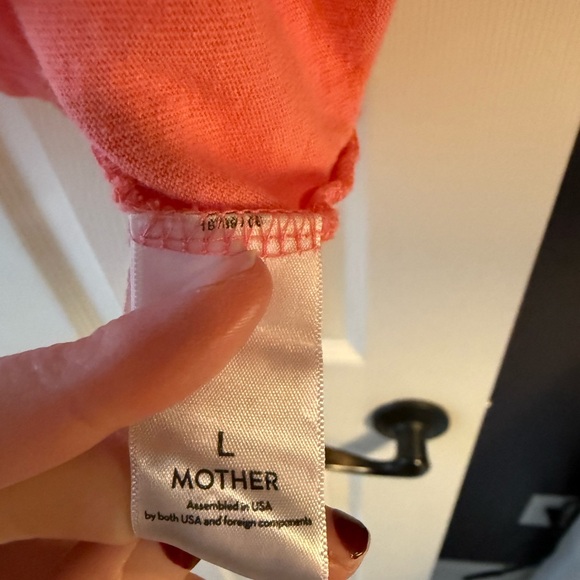 L
MOTHER
Assembled in USA
by both USA and foreign components